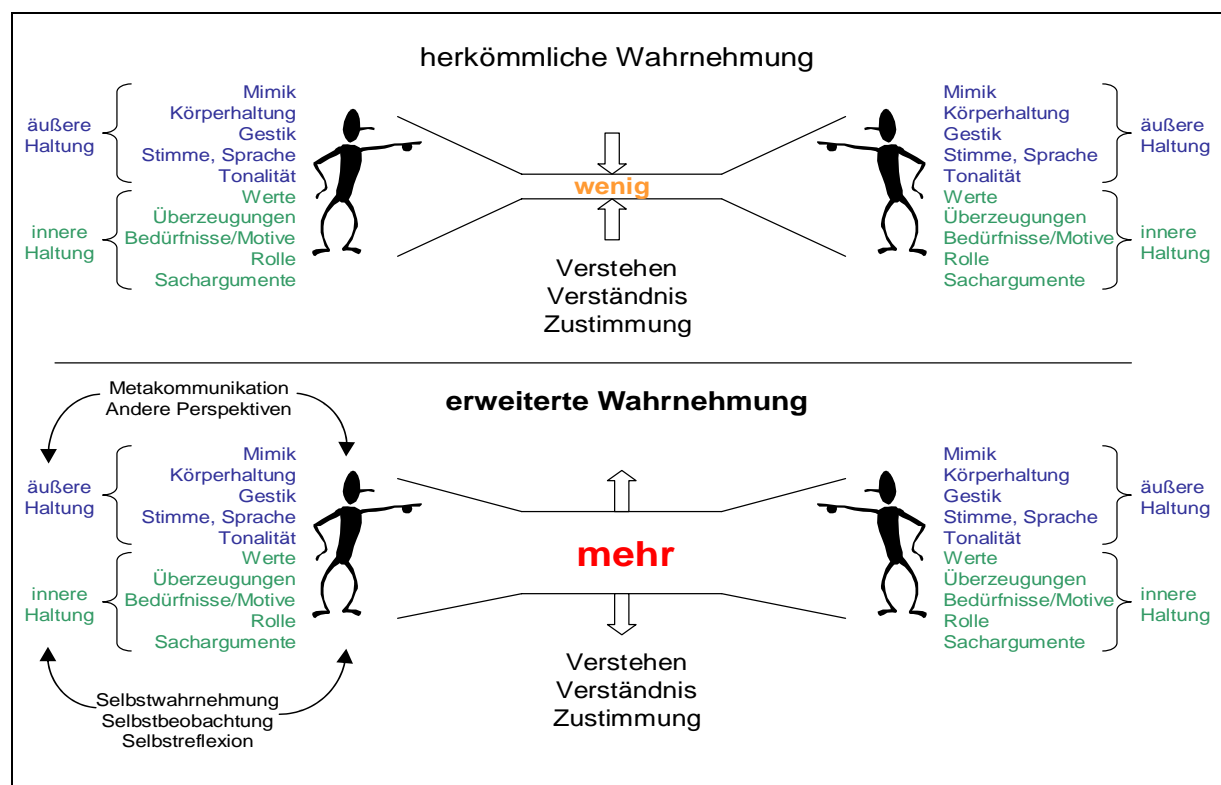 herkömmliche Wahrnehmung
äußere
Haltung
Mimik
Körperhaltung
Gestik
Stimme, Sprache
Tonalität
innere
Haltung
Werte
Überzeugungen
Bedürfnisse/Motive
Rolle
Sachargumente
wenig
Verstehen
Verständnis
Zustimmung
Mimik
Körperhaltung
Gestik
Stimme, Sprache
Tonalität
äußere
Haltung
Werte
Überzeugungen
Bedürfnisse/Motive
Rolle
Sachargumente
innere
Haltung
Metakommunikation
Andere Perspektiven
erweiterte Wahrnehmung
äußere
Haltung
Mimik
Körperhaltung
Gestik
Stimme, Sprache
Tonalität
innere
Haltung
Werte
Überzeugungen
Bedürfnisse/Motive
Rolle
Sachargumente
Selbstwahrnehmung
Selbstbeobachtung
Selbstreflexion
mehr
Verstehen
Verständnis
Zustimmung
Mimik
Körperhaltung
Gestik
Stimme, Sprache
Tonalität
äußere
Haltung
Werte
Überzeugungen
Bedürfnisse/Motive
Rolle
Sachargumente
innere
Haltung